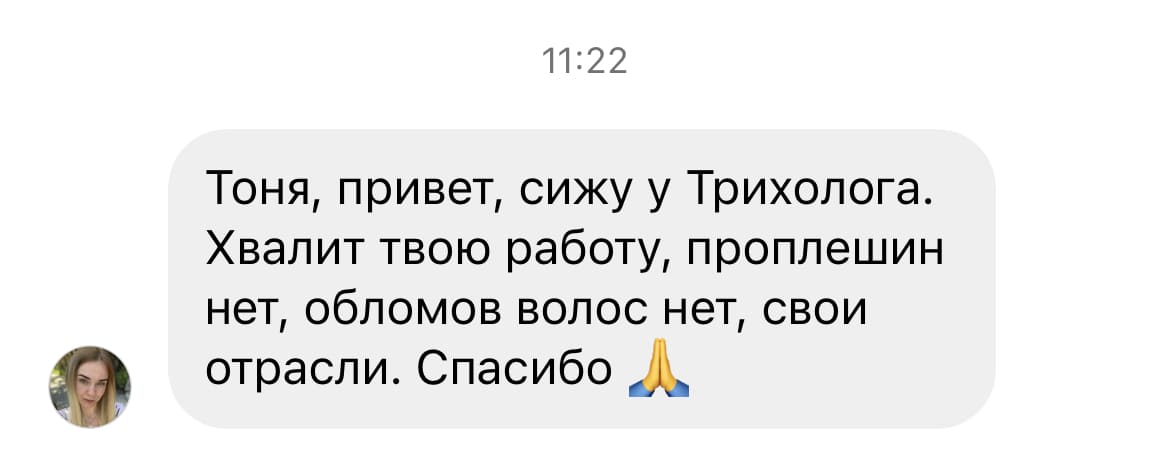 11:22
Тоня, привет, сижу у Трихолога.
Хвалит твою работу, проплешин
нет, обломов волос нет, свои
отрасли. Спасибо 🙏